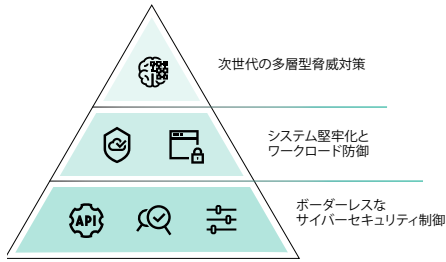 次世代の多層型脅威対策
システム堅牢化と
ワークロード防御
ボーダーレスな
サイバーセキュリティ制御
API